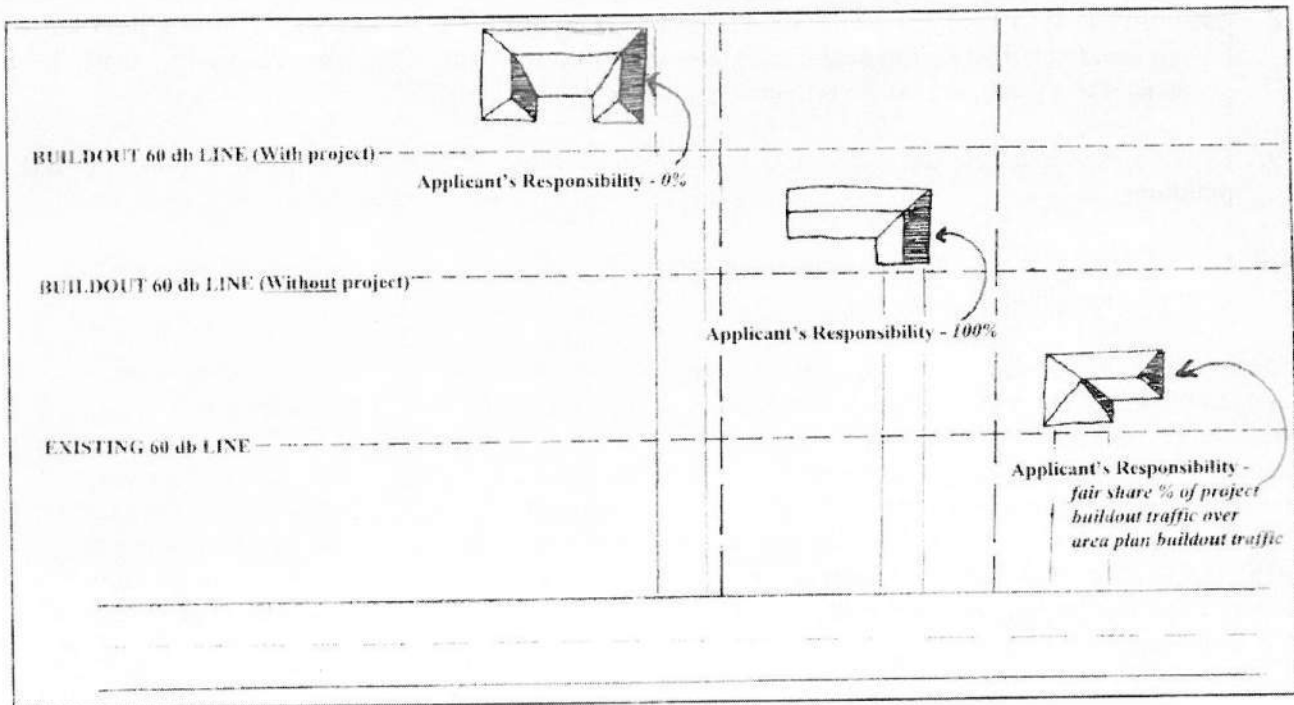 BUILDOUT 60 db LINE (With project)
Applicant's Responsibility - 0%
BUILDOUT 60 db LINE (Without project)
Applicant's Responsibility - 100%
EXISTING 60 db LINE
Applicant's Responsibility -
fair share % of project
buildout traffic over
area plan buildout traffic